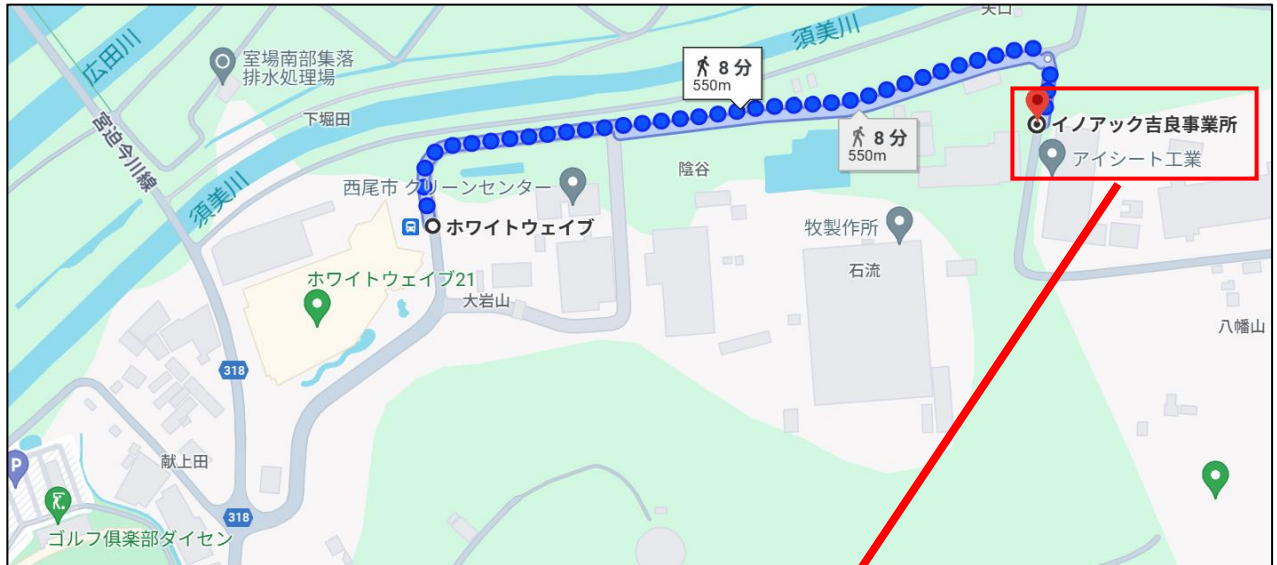 広田川
室場南部集落
排水処理場
宮迫今川線
須美川
下堀田
8 分
550m
須美川
矢口
8 分
550m
イノアック吉良事業所
アイシート工業
陰谷
西尾市 クリーンセンター
ホワイトウェイブ
牧製作所
石流
ホワイトウェイブ21
大岩山
八幡山
318
献上田
P
318
ゴルフ倶楽部ダイセン